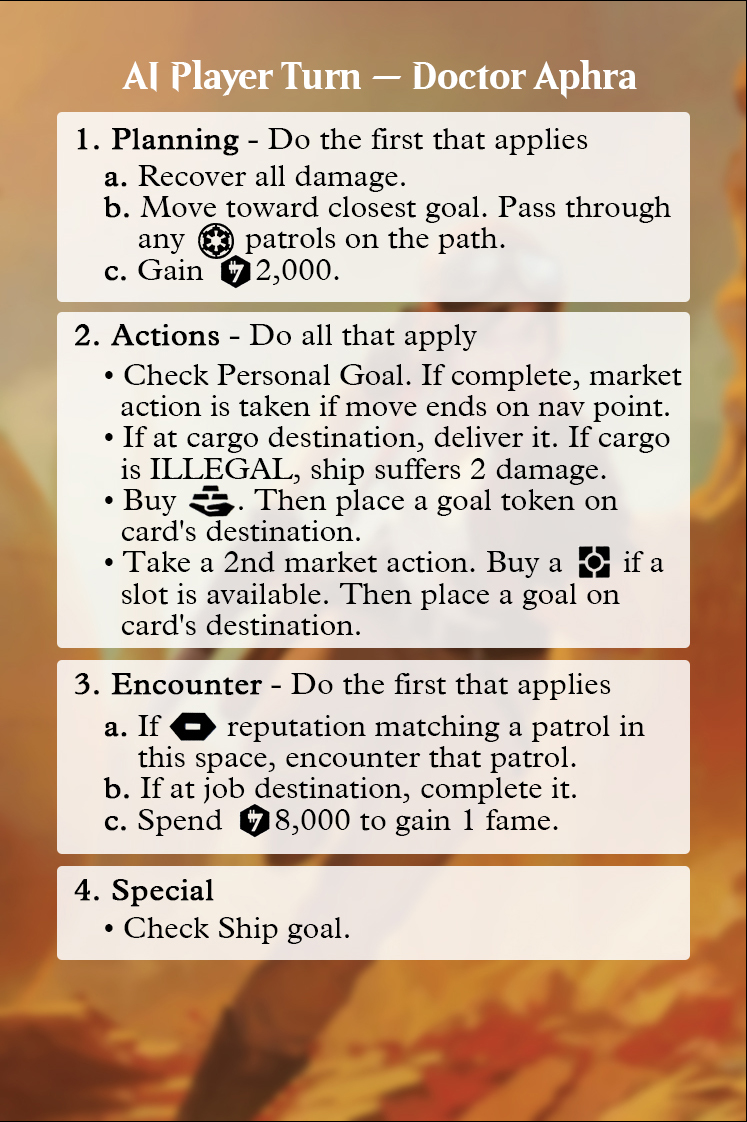 AI Player Turn — Doctor Aphra
1. Planning - Do the first that applies
a. Recover all damage.
b. Move toward closest goal. Pass through
any patrols on the path.
c. Gain 2,000.
2. Actions - Do all that apply
• Check Personal Goal. If complete, market
action is taken if move ends on nav point.
• If at cargo destination, deliver it. If cargo
is ILLEGAL, ship suffers 2 damage.
• Buy . Then place a goal token on
card's destination.
• Take a 2nd market action. Buy a if a
slot is available. Then place a goal on
card's destination.
3. Encounter - Do the first that applies
a. If reputation matching a patrol in
this space, encounter that patrol.
b. If at job destination, complete it.
c. Spend 8,000 to gain 1 fame.
4. Special
• Check Ship goal.